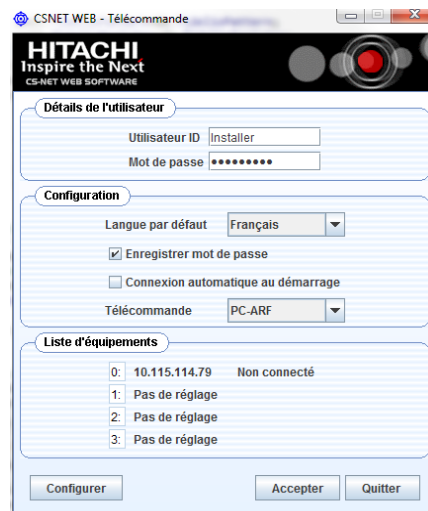 CSNET WEB - Télécommande
HITACHI
Inspire the Next
CS-NET WEB SOFTWARE
Détails de l'utilisateur
Utilisateur ID Installer
Mot de passe •••••••••
Configuration
Langue par défaut Français
Enregistrer mot de passe
Connexion automatique au démarrage
Télécommande PC-ARF
Liste d'équipements
0: 10.115.114.79 Non connecté
1: Pas de réglage
2: Pas de réglage
3: Pas de réglage
Configurer Accepter Quitter